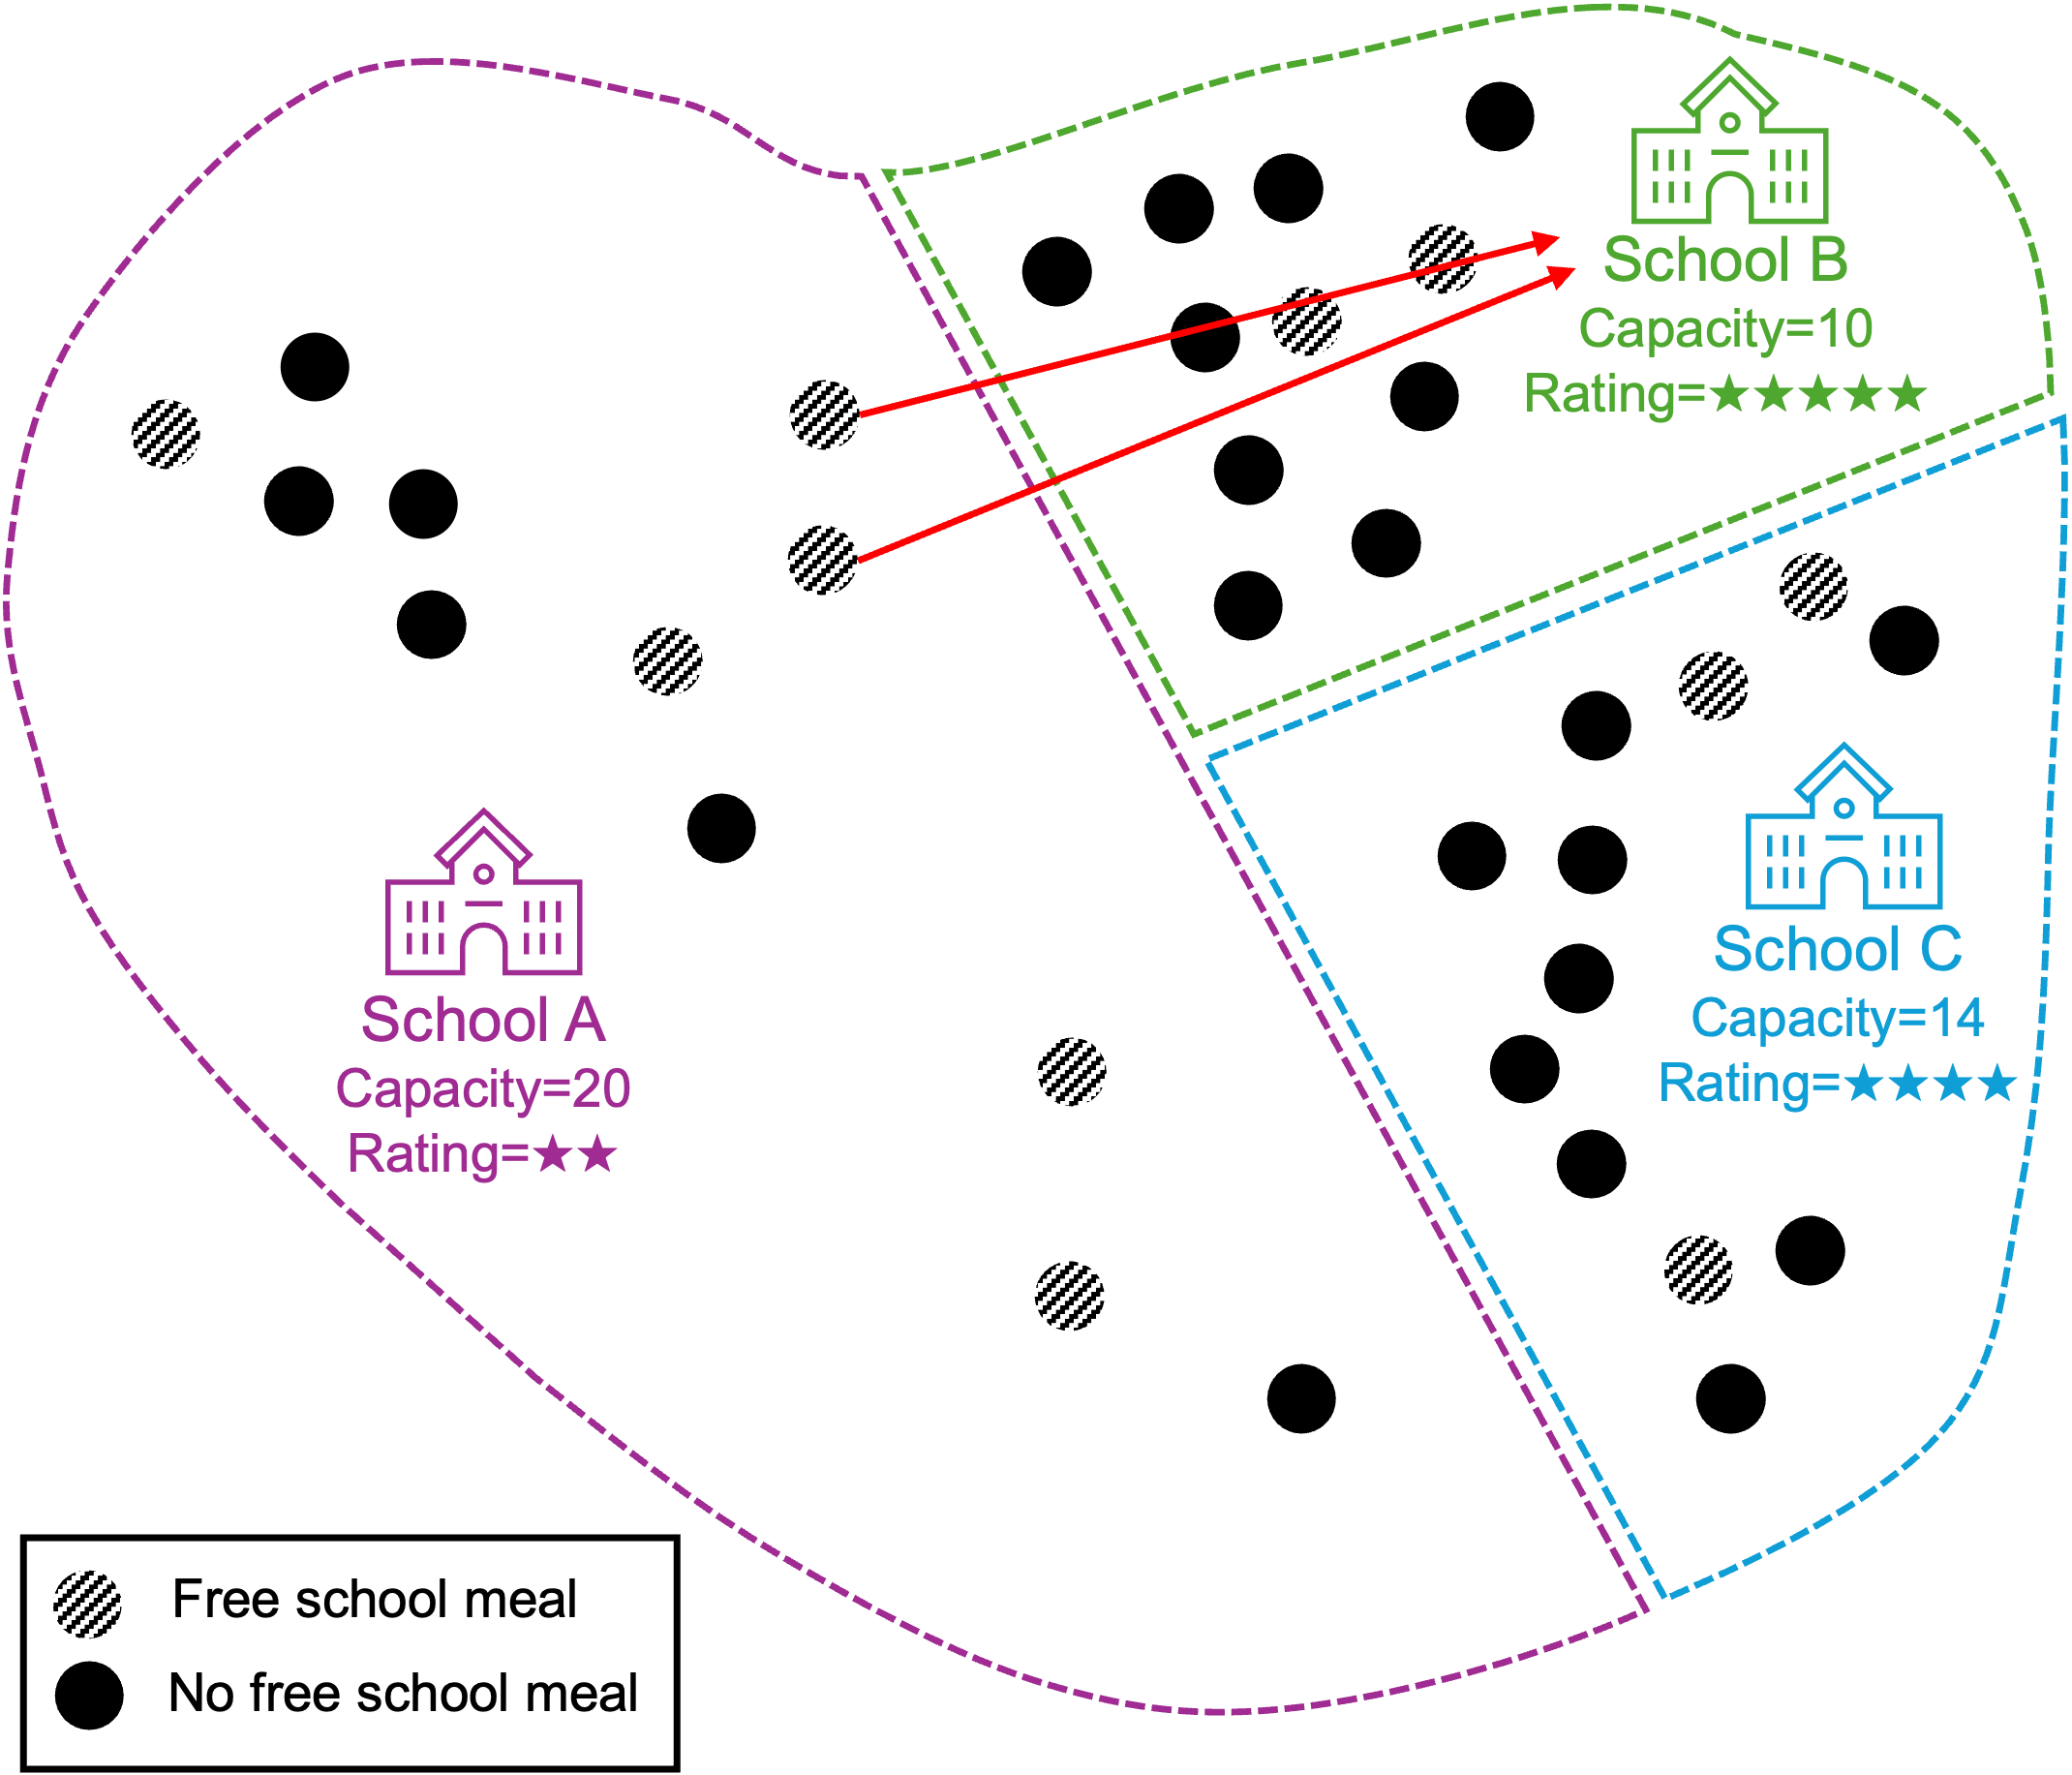 School B
Capacity=10
Rating=★★★★★
School C
Capacity=14
Rating=★★★★
School A
Capacity=20
Rating=★★
Free school meal
No free school meal